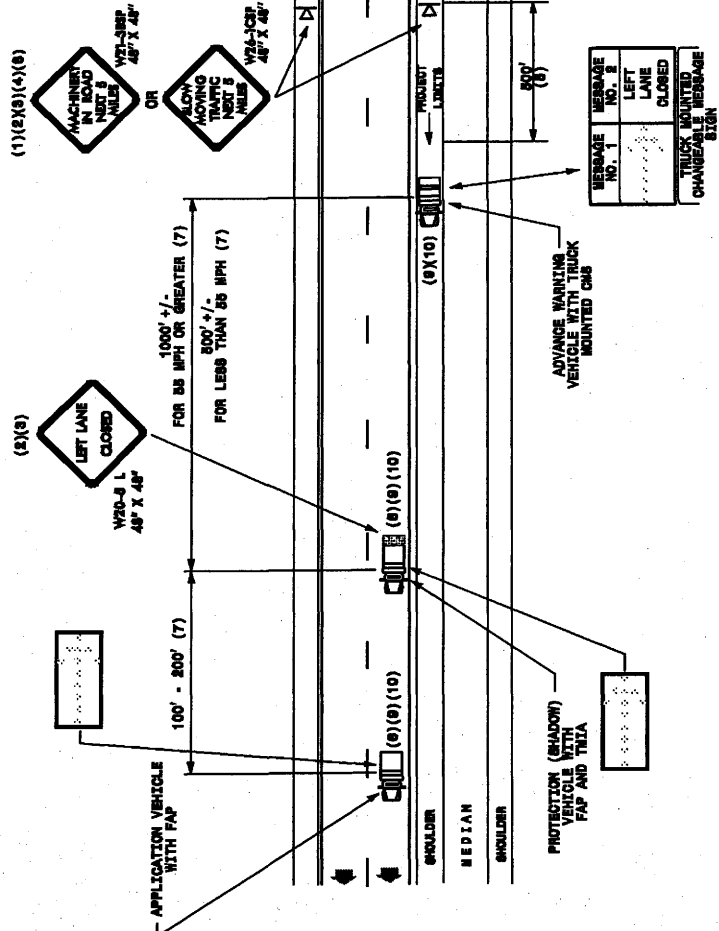 (1)(2)(3)(4)(6)
MACHINERY
IN ROAD
NEXT 5
MILES
W21-3BSP
48" X 48"
OR
SLOW
MOVING
TRAFFIC
NEXT 5
MILES
W24-1CSP
48" X 48"
(2)(3)
LEFT LANE
CLOSED
W20-5 L
48" X 48"
1000' +/-
FOR 55 MPH OR GREATER (7)
500' +/-
FOR LESS THAN 55 MPH (7)
100' - 200' (7)
APPLICATION VEHICLE
WITH FAP
(8)(9)(10)
(8)(9)(10)
(9)(10)
PROJECT
LIMITS
500'
(5)
SHOULDER
MEDIAN
SHOULDER
PROTECTION (SHADOW)
VEHICLE WITH
FAP AND TMIA
ADVANCE WARNING
VEHICLE WITH TRUCK
MOUNTED CMS
MESSAGE
NO. 1
MESSAGE
NO. 2
LEFT
LANE
CLOSED
TRUCK MOUNTED
CHANGEABLE MESSAGE
SIGN